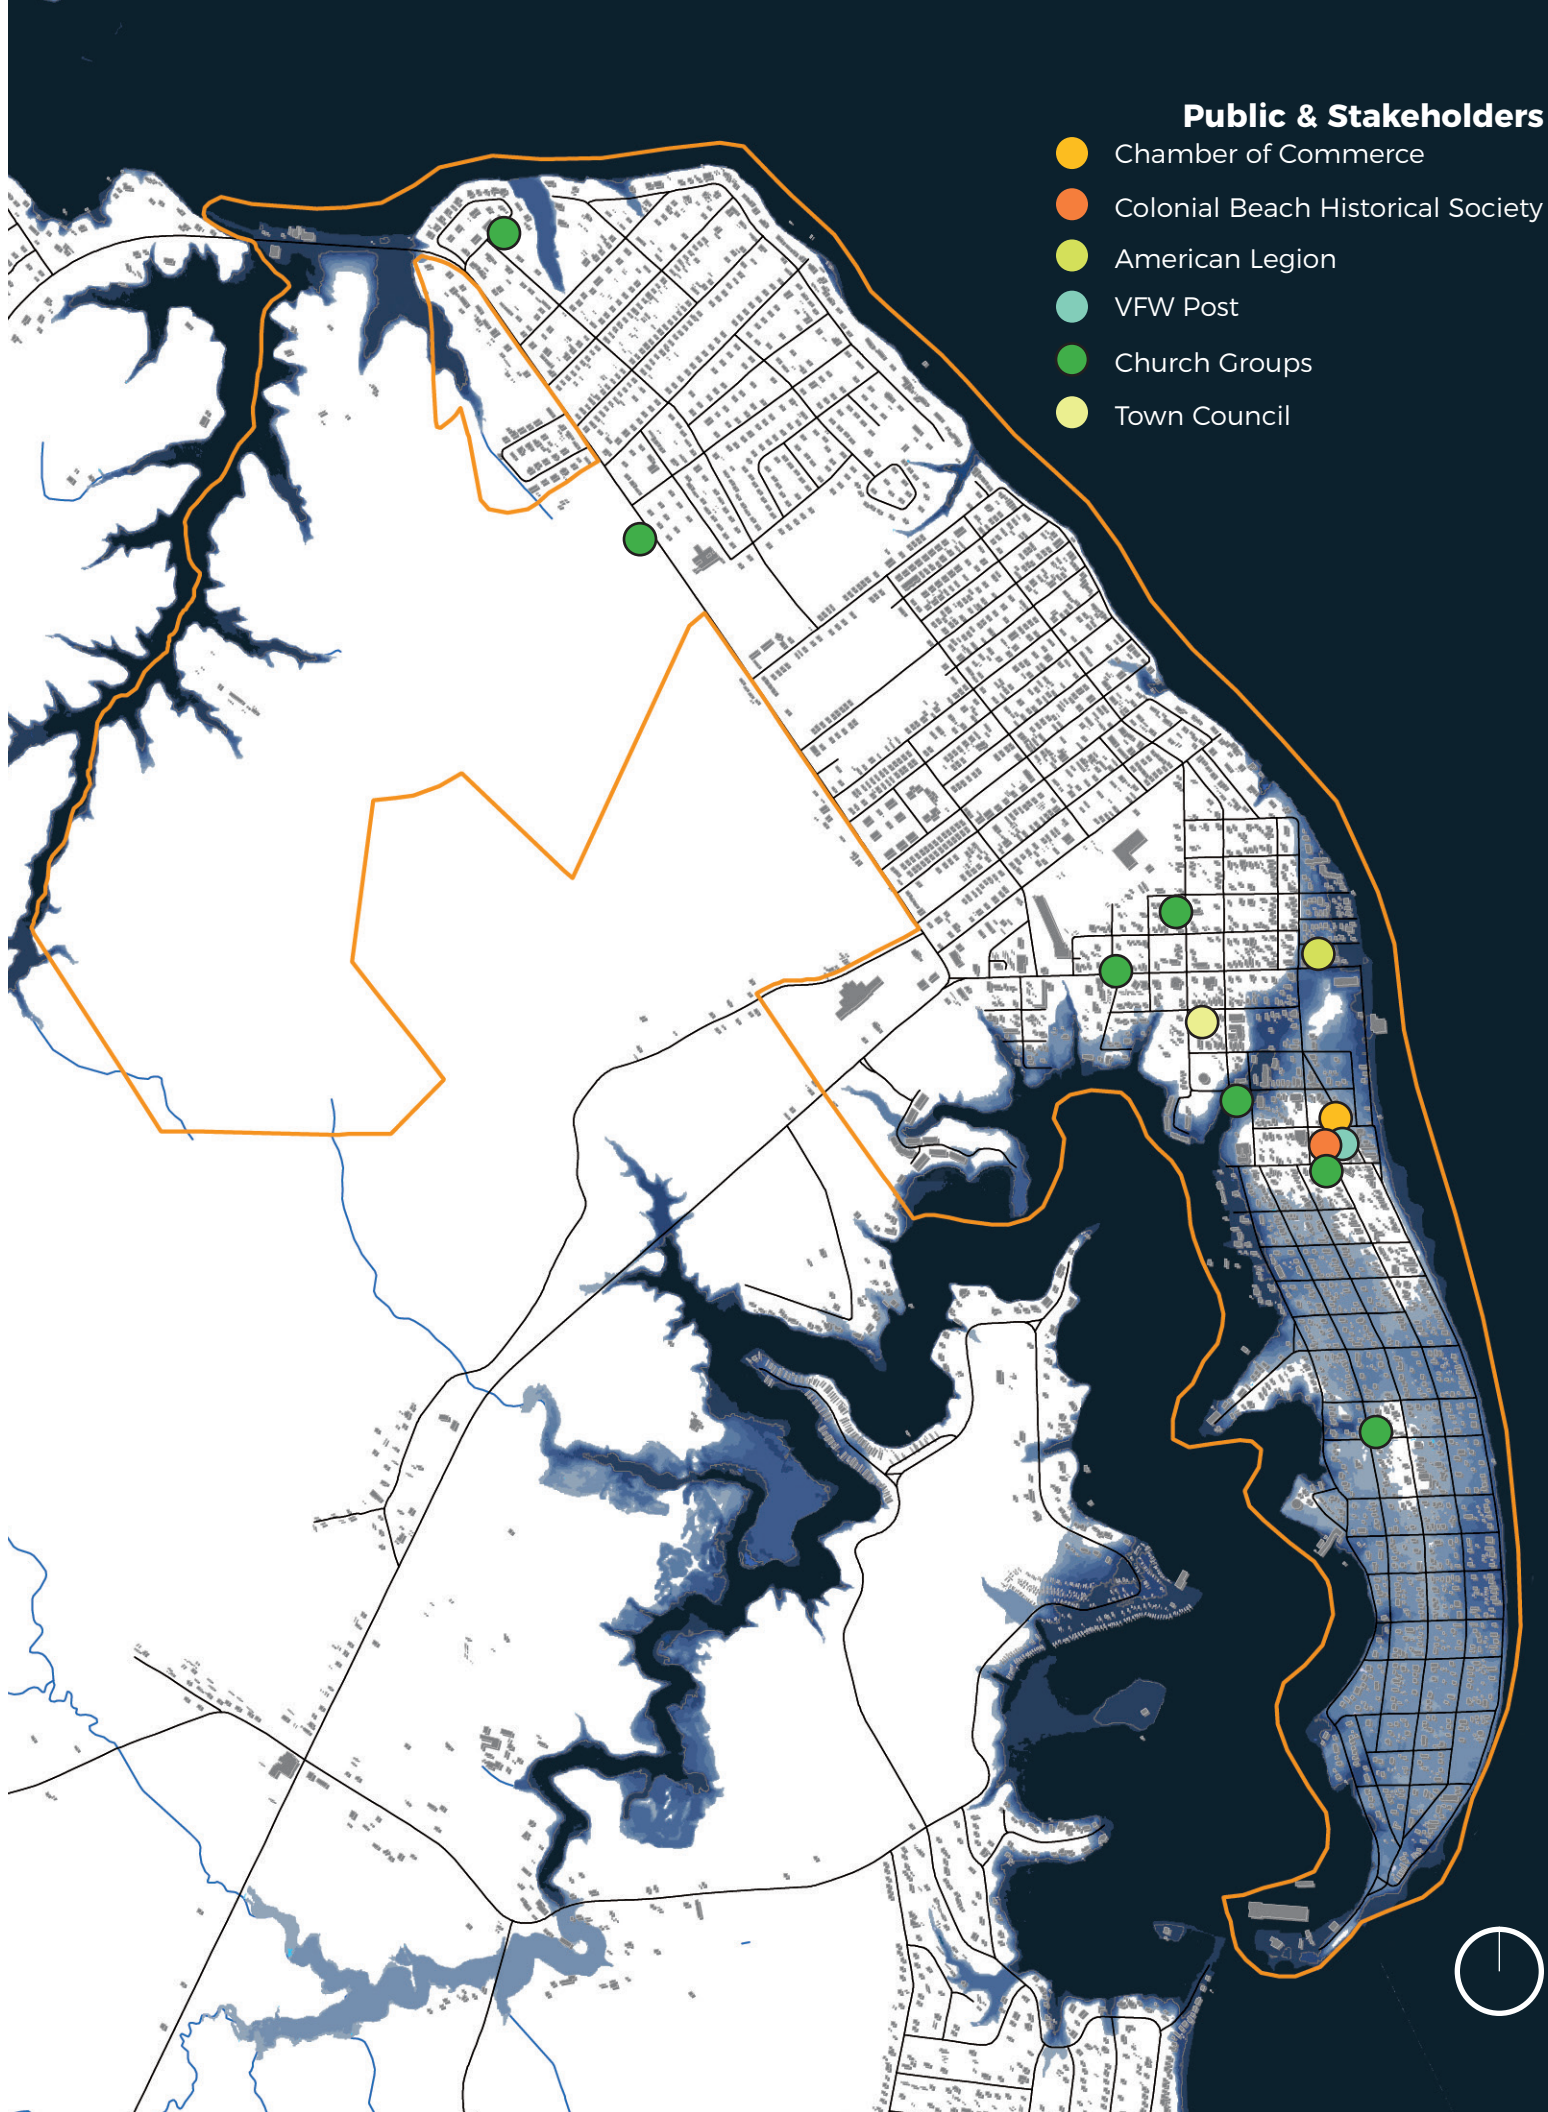 Public & Stakeholders
Chamber of Commerce
Colonial Beach Historical Society
American Legion
VFW Post
Church Groups
Town Council